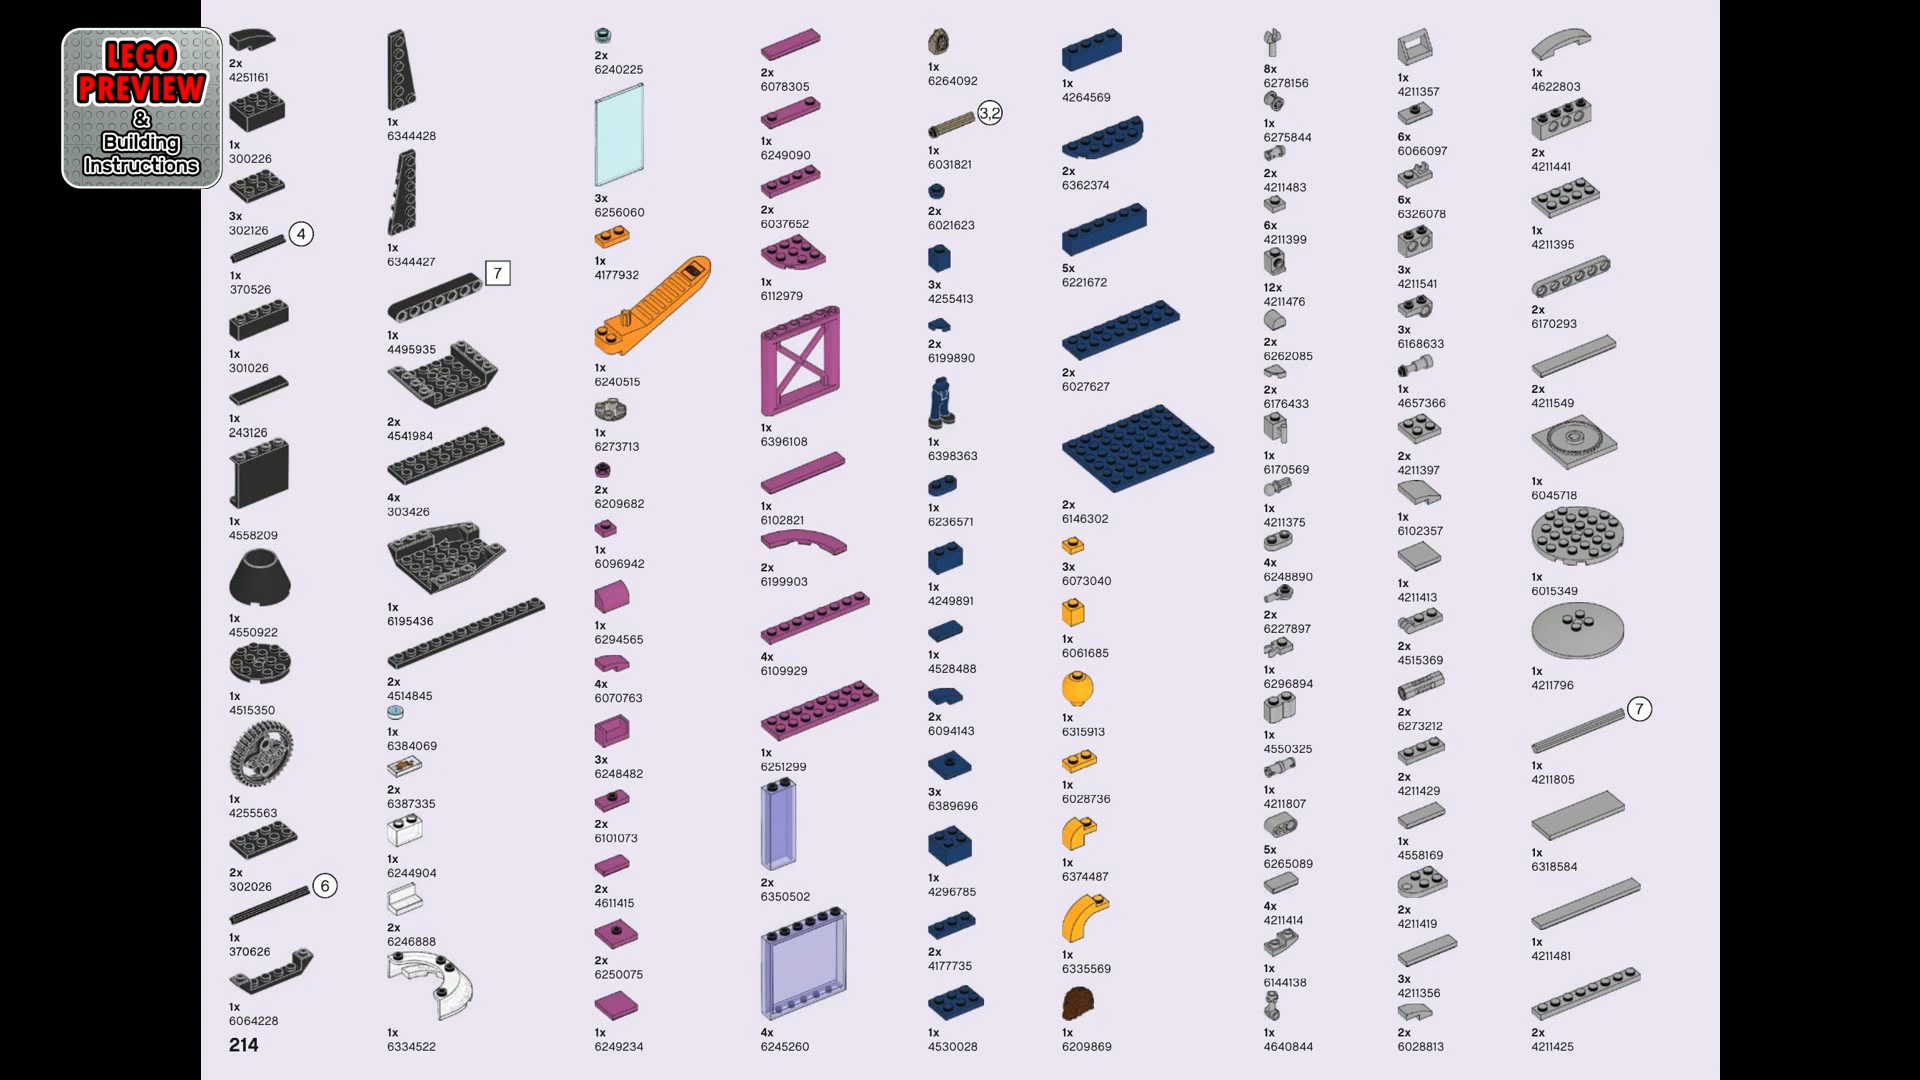 LEGO
PREVIEW
&
Building
Instructions
2x
4251161
1x
300226
3x
302126
4
1x
370526
1x
301026
1x
243126
1x
4558209
1x
4550922
1x
4515350
1x
4255563
2x
302026
6
1x
370626
1x
6064228
214
1x
6344428
1x
6344427
7
1x
4495935
2x
4541984
4x
303426
1x
6195436
2x
4514845
1x
6384069
2x
6387335
1x
6244904
2x
6246888
1x
6334522
2x
6240225
3x
6256060
1x
4177932
1x
6240515
1x
6273713
2x
6209682
1x
6096942
1x
6294565
4x
6070763
3x
6248482
2x
6101073
2x
4611415
2x
6250075
1x
6249234
2x
6078305
1x
6249090
2x
6037652
1x
6112979
1x
6396108
1x
6102821
2x
6199903
4x
6109929
1x
6251299
2x
6350502
4x
6245260
1x
6264092
3,2
1x
6031821
2x
6021623
3x
4255413
2x
6199890
1x
6398363
1x
6236571
1x
4249891
1x
4528488
2x
6094143
3x
6389696
1x
4296785
2x
4177735
1x
4530028
1x
4264569
2x
6362374
5x
6221672
2x
6027627
2x
6146302
3x
6073040
1x
6061685
1x
6315913
1x
6028736
1x
6374487
1x
6335569
1x
6209869
8x
6278156
1x
6275844
2x
4211483
6x
4211399
12x
4211476
2x
6262085
2x
6176433
1x
6170569
1x
4211375
4x
6248890
2x
6227897
1x
6296894
1x
4550325
1x
4211807
5x
6265089
4x
4211414
1x
6144138
1x
4640844
1x
4211357
6x
6066097
6x
6326078
3x
4211541
3x
6168633
1x
4657366
2x
4211397
1x
6102357
1x
4211413
2x
4515369
2x
6273212
2x
4211429
1x
4558169
2x
4211419
3x
4211356
2x
6028813
1x
4622803
2x
4211441
1x
4211395
2x
6170293
2x
4211549
1x
6045718
1x
6015349
1x
4211796
7
1x
4211805
1x
6318584
1x
4211481
2x
4211425